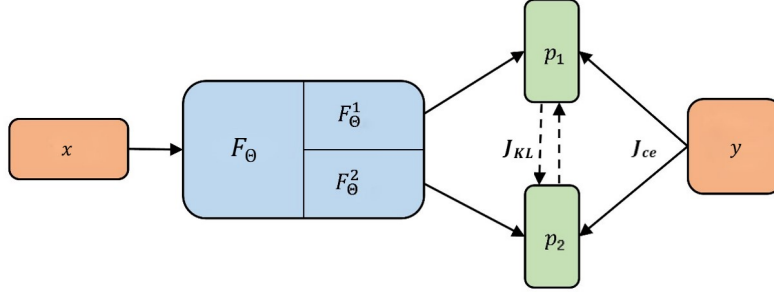 x
F_Θ
F_Θ^1
F_Θ^2
p_1
J_KL
p_2
J_ce
y